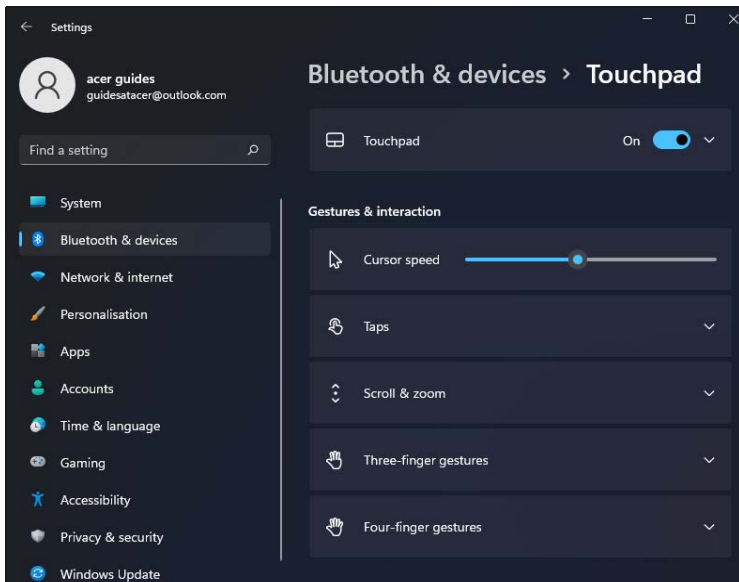 Settings
acer guides
guidesatacer@outlook.com
Find a setting
System
Bluetooth & devices
Network & internet
Personalisation
Apps
Accounts
Time & language
Gaming
Accessibility
Privacy & security
Windows Update
Bluetooth & devices > Touchpad
Touchpad On
Gestures & interaction
Cursor speed
Taps
Scroll & zoom
Three-finger gestures
Four-finger gestures